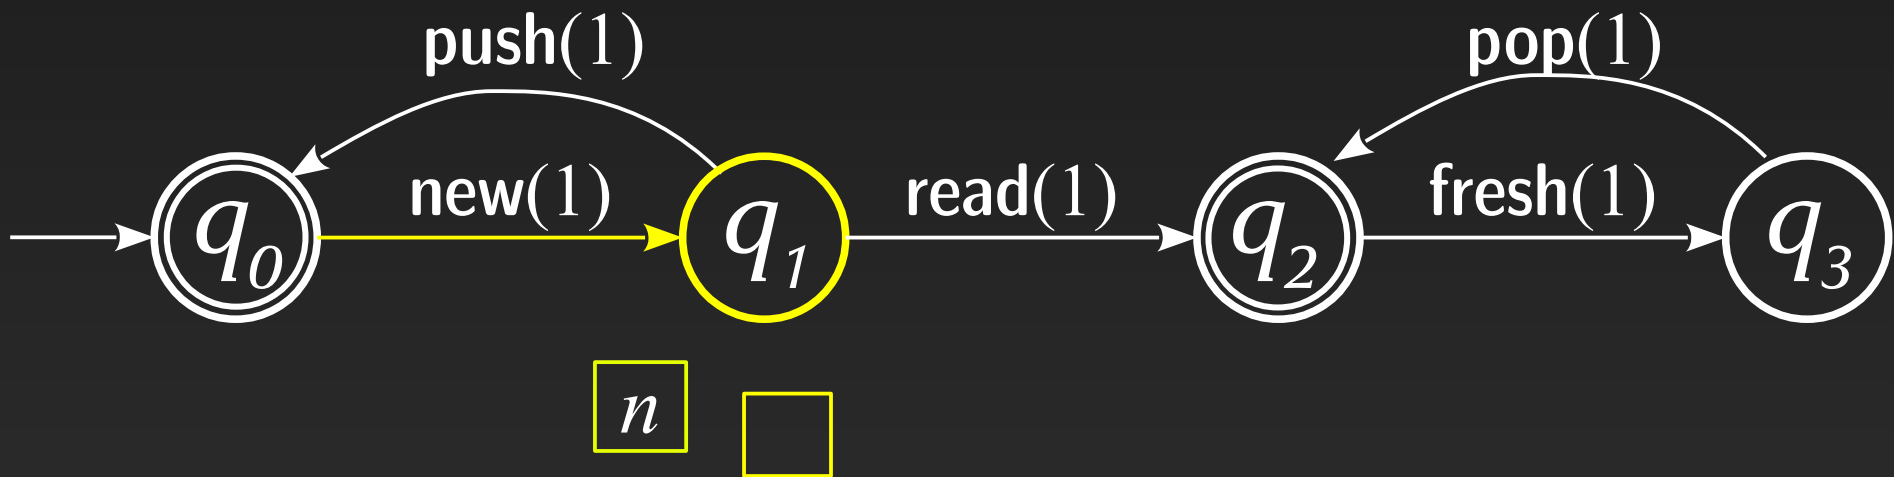 push(1) pop(1)
new(1) read(1) fresh(1)
q₀ q₁ q₂ q₃
n